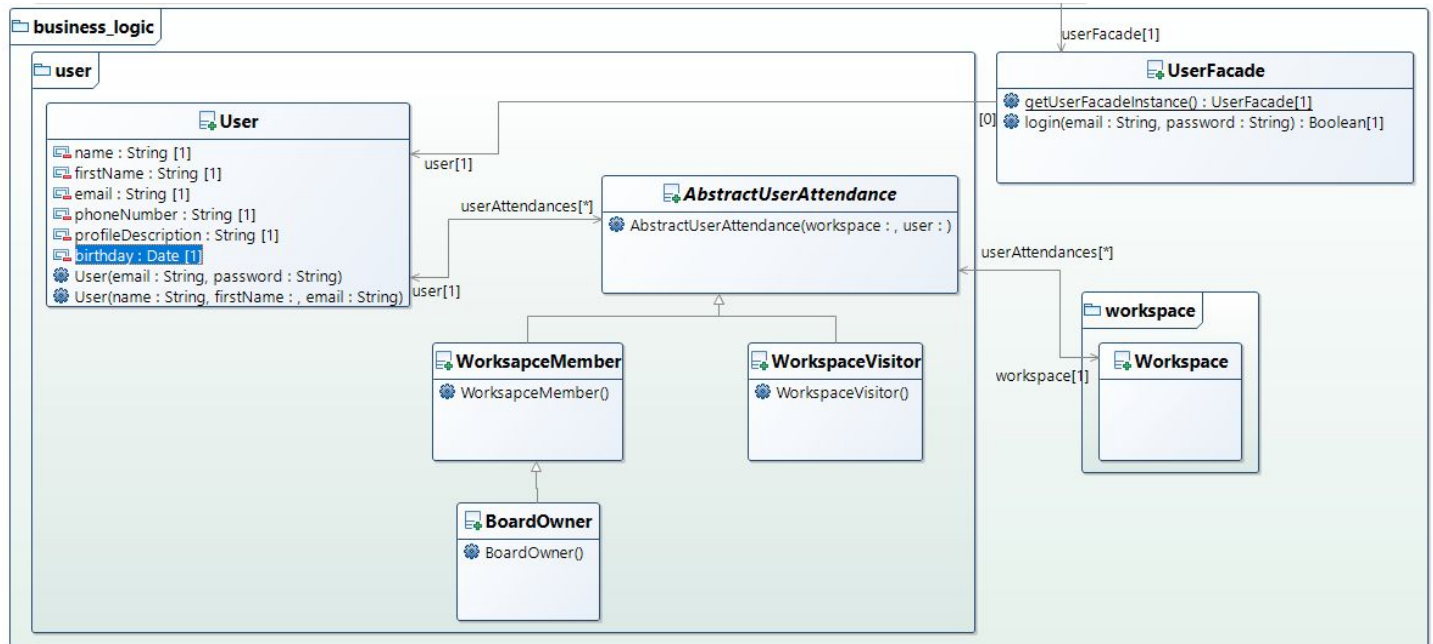 business_logic
userFacade[1]
user
UserFacade
getUserFacadeInstance() : UserFacade[1]
login(email : String, password : String) : Boolean[1]
[0]
User
name : String [1]
firstName : String [1]
email : String [1]
phoneNumber : String [1]
profileDescription : String [1]
birthday : Date [1]
User(email : String, password : String)
User(name : String, firstName : , email : String)
user[1]
userAttendances[*]
user[1]
AbstractUserAttendance
AbstractUserAttendance(workspace : , user : )
userAttendances[*]
workspace
Workspace
workspace[1]
WorksapceMember
WorksapceMember()
WorkspaceVisitor
WorkspaceVisitor()
BoardOwner
BoardOwner()